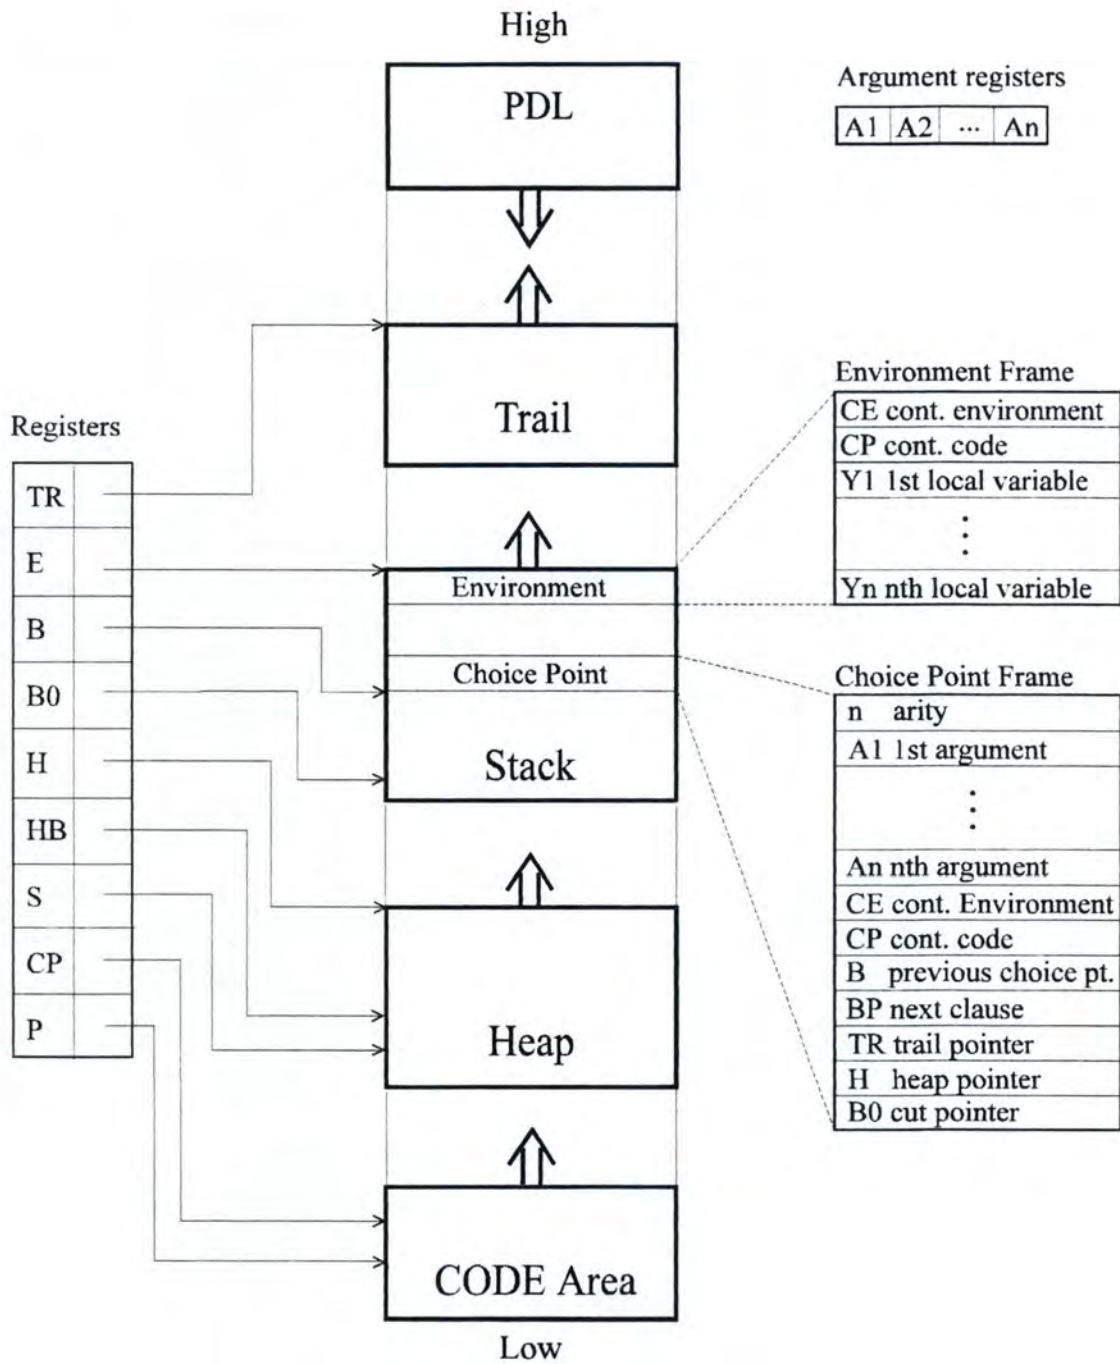 High
PDL
Argument registers
A1 A2 ... An
Trail
Registers
TR
E
B
B0
H
HB
S
CP
P
Environment
Choice Point
Stack
Heap
CODE Area
Low
Environment Frame
CE cont. environment
CP cont. code
Y1 1st local variable
Yn nth local variable
Choice Point Frame
n arity
A1 1st argument
An nth argument
CE cont. Environment
CP cont. code
B previous choice pt.
BP next clause
TR trail pointer
H heap pointer
B0 cut pointer